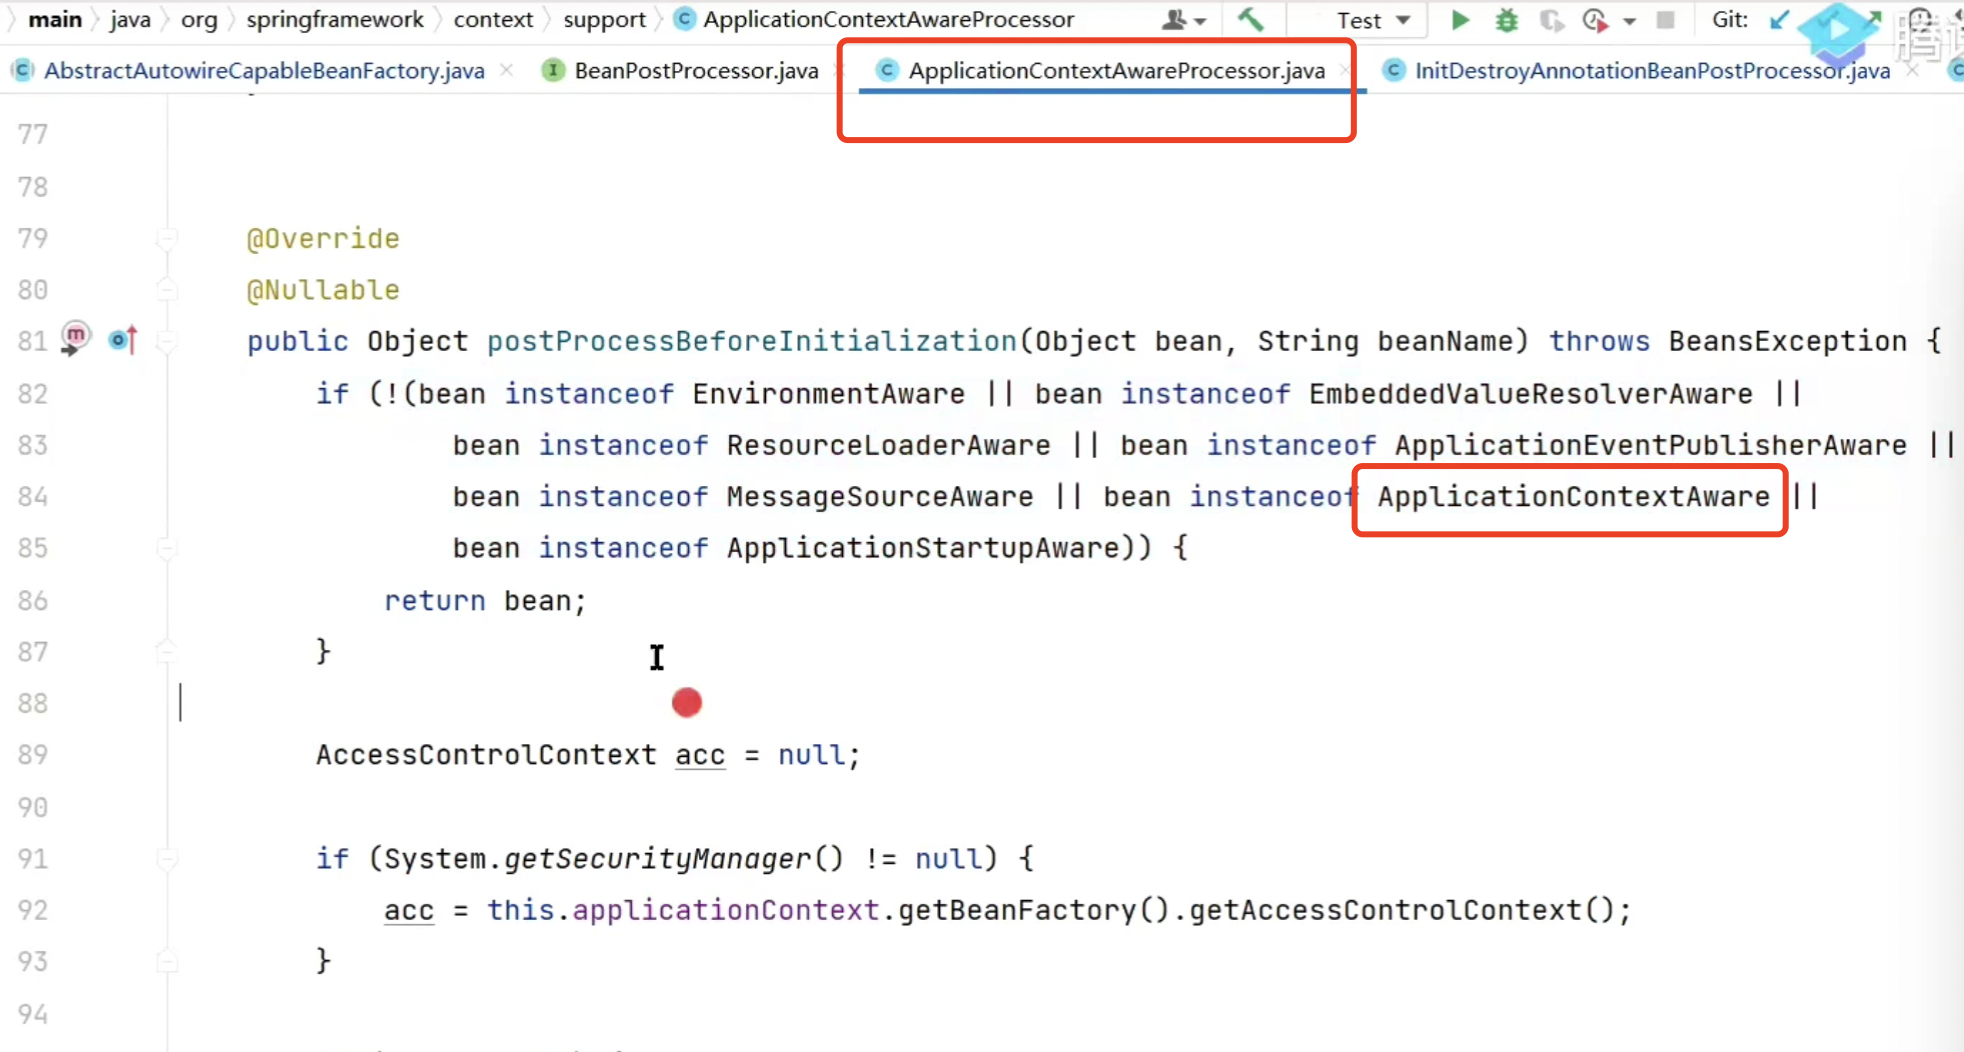 main java org springframework context support ApplicationContextAwareProcessor Test Git:
AbstractAutowireCapableBeanFactory.java BeanPostProcessor.java ApplicationContextAwareProcessor.java InitDestroyAnnotationBeanPostProcessor.java
77
78
79 @Override
80 @Nullable
81 public Object postProcessBeforeInitialization(Object bean, String beanName) throws BeansException {
82 if (!(bean instanceof EnvironmentAware || bean instanceof EmbeddedValueResolverAware ||
83 bean instanceof ResourceLoaderAware || bean instanceof ApplicationEventPublisherAware ||
84 bean instanceof MessageSourceAware || bean instanceof ApplicationContextAware ||
85 bean instanceof ApplicationStartupAware)) {
86 return bean;
87 }
88
89 AccessControlContext acc = null;
90
91 if (System.getSecurityManager() != null) {
92 acc = this.applicationContext.getBeanFactory().getAccessControlContext();
93 }
94